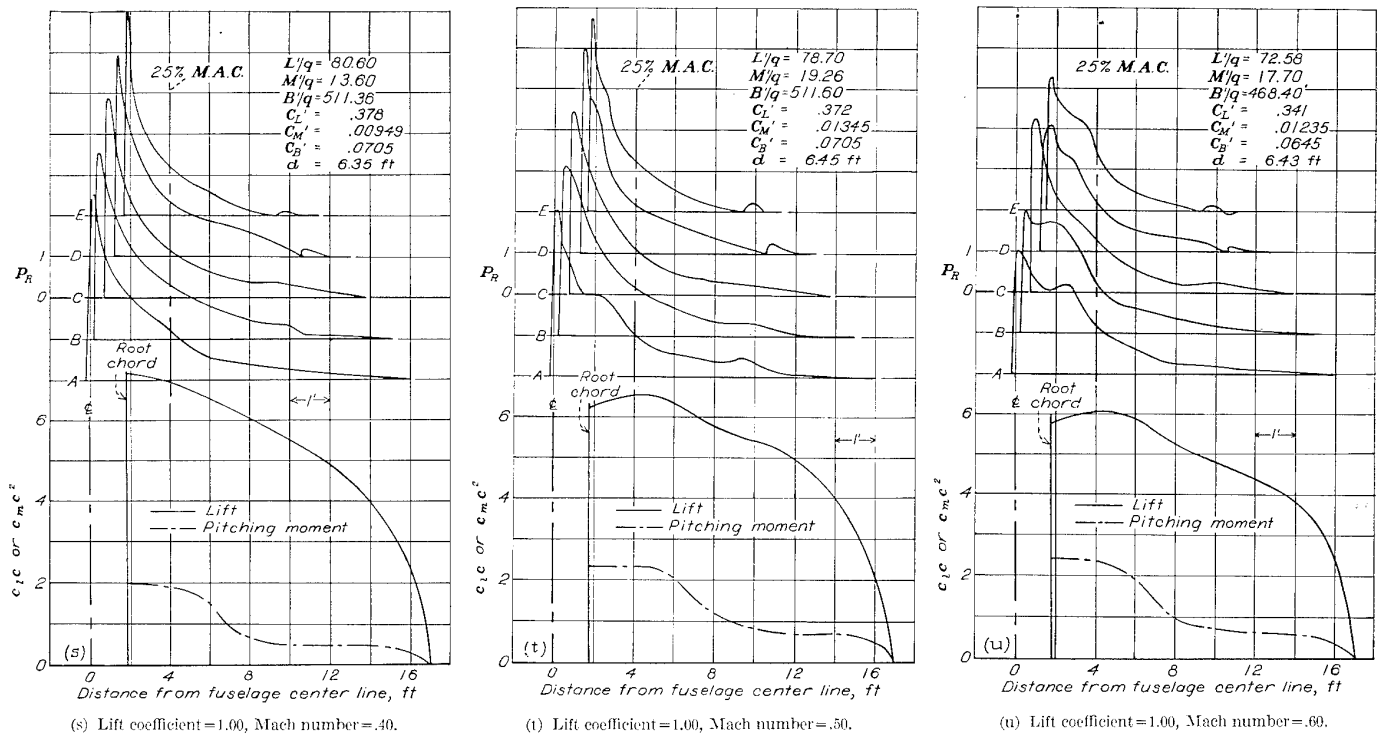 25% M.A.C.
L'/q= 80.60
M'/q= 13.60
B'/q=511.36
C_L' = .378
C_M' = .00949
C_B' = .0705
d = 6.35 ft
E
D
1
P_R
0
C
B
A
Root chord
℄
1'
6
4
2
0
c_l c or c_m c²
Lift
Pitching moment
(s)
0 4 8 12 16
Distance from fuselage center line, ft
(s) Lift coefficient=1.00, Mach number=.40.
25% M.A.C.
L'/q= 78.70
M'/q= 19.26
B'/q=511.60
C_L' = .372
C_M' = .01345
C_B' = .0705
d = 6.45 ft
E
D
1
P_R
0
C
B
A
Root chord
℄
1'
6
4
2
0
c_l c or c_m c²
Lift
Pitching moment
(t)
0 4 8 12 16
Distance from fuselage center line, ft
(t) Lift coefficient=1.00, Mach number=.50.
25% M.A.C.
L'/q= 72.58
M'/q= 17.70
B'/q=468.40
C_L' = .341
C_M' = .01235
C_B' = .0645
d = 6.43 ft
E
D
1
P_R
0
C
B
A
Root chord
℄
1'
6
4
2
0
c_l c or c_m c²
Lift
Pitching moment
(u)
0 4 8 12 16
Distance from fuselage center line, ft
(u) Lift coefficient=1.00, Mach number=.60.